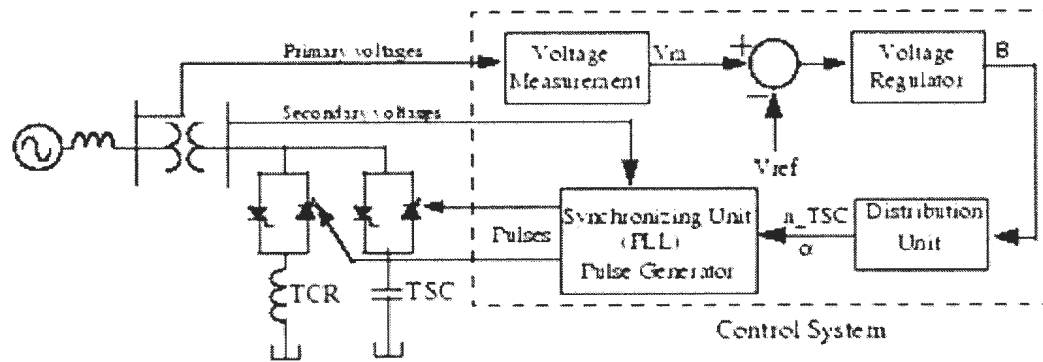 Primary voltages
Voltage
Measurement
Vm
+
Voltage
Regulator
B
Secondary voltages
−
Vref
Synchronizing Unit
(PLL)
Pulse Generator
n_TSC
α
Distribution
Unit
Pulses
TCR
TSC
Control System